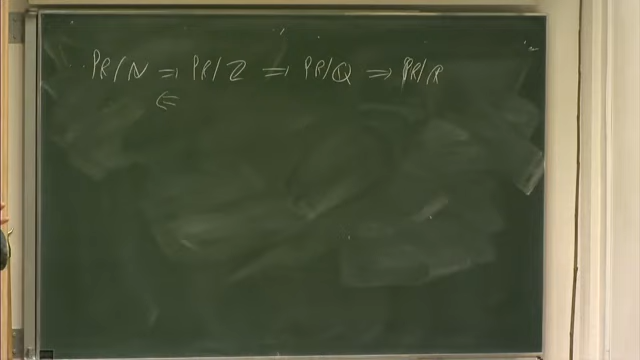 PR/N ⇒ PR/Z ⇒ PR/Q ⇒ PR/R
⇐